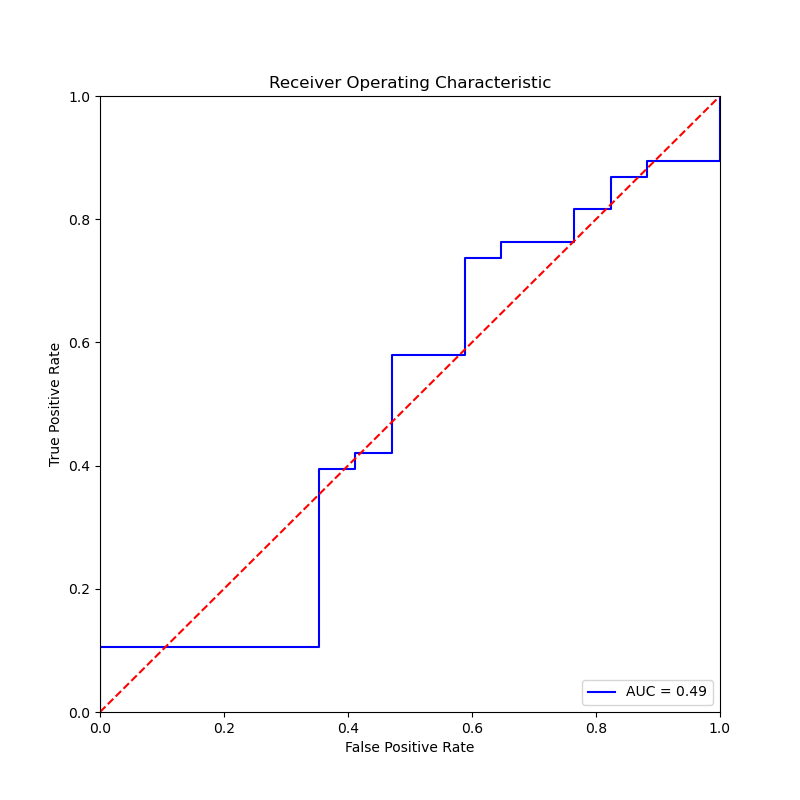 Receiver Operating Characteristic
1.0
0.8
0.6
0.4
0.2
0.0
True Positive Rate
AUC = 0.49
0.0 0.2 0.4 0.6 0.8 1.0
False Positive Rate